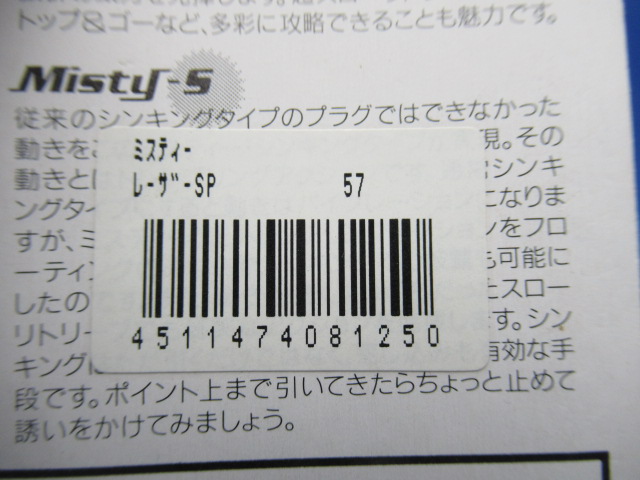 トップ&ゴーなど、多彩に攻略できることも魅力です。
Misty-S
従来のシンキングタイプのプラグではできなかった
動きを 現。その
動きと シンキ
ングタイ になりま
すが、ミ をフロ
ーティン も可能に
したの たスロー
リトリー す。シン
キング 有効な手
段です。ポイント上まで引いてきたらちょっと止めて
誘いをかけてみましょう。
ﾐｽﾃｨｰ
ﾚｰｻﾞｰSP 57
4511474081250